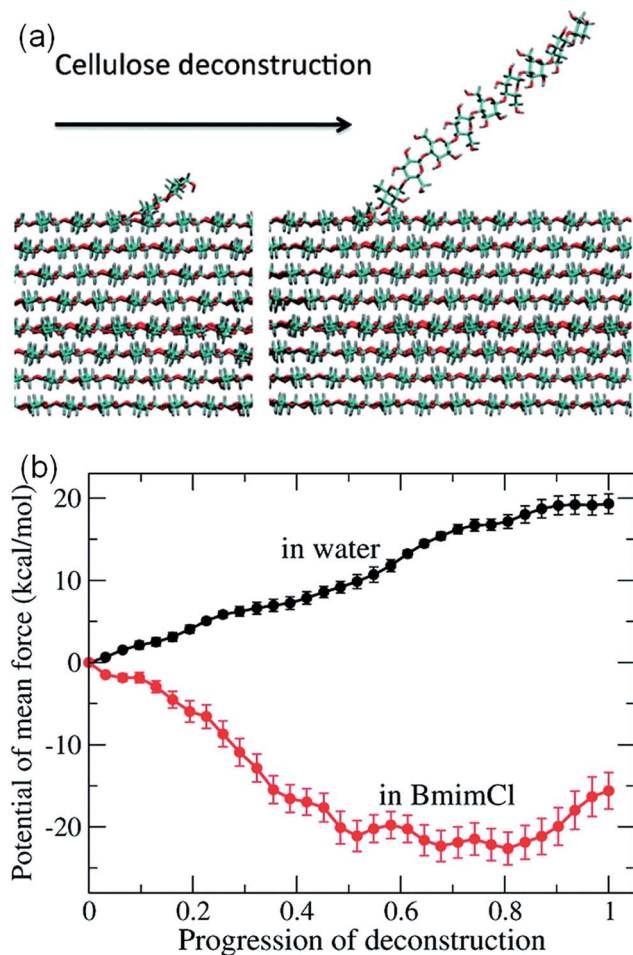 (a)
Cellulose deconstruction
(b)
20
10
0
-10
-20
Potential of mean force (kcal/mol)
in water
in BmimCl
0 0.2 0.4 0.6 0.8 1
Progression of deconstruction